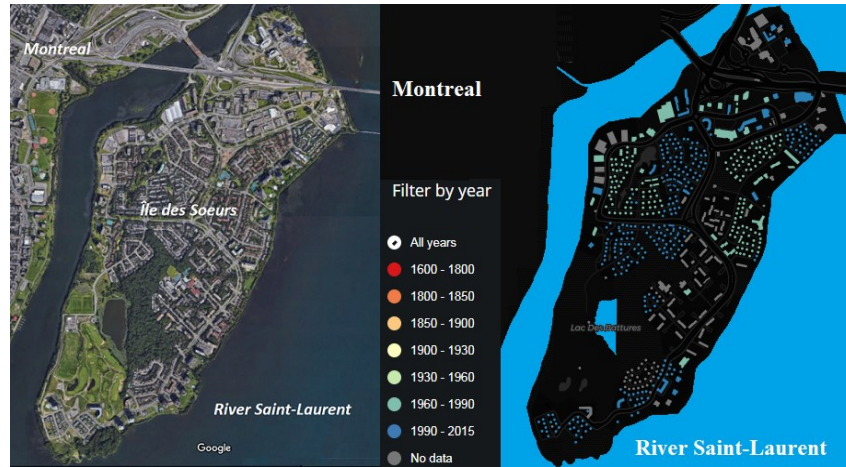 Montreal
Île des Soeurs
River Saint-Laurent
Google
Montreal
Filter by year
All years
1600 - 1800
1800 - 1850
1850 - 1900
1900 - 1930
1930 - 1960
1960 - 1990
1990 - 2015
No data
Lac Des Battures
River Saint-Laurent